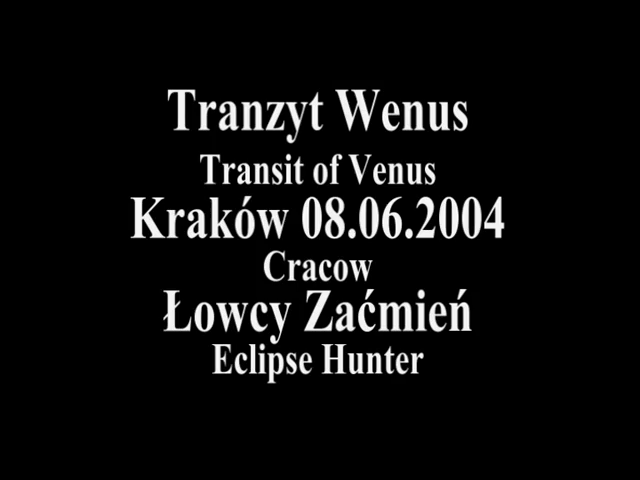 Tranzyt Wenus
Transit of Venus
Kraków 08.06.2004
Cracow
Łowcy Zaćmień
Eclipse Hunter